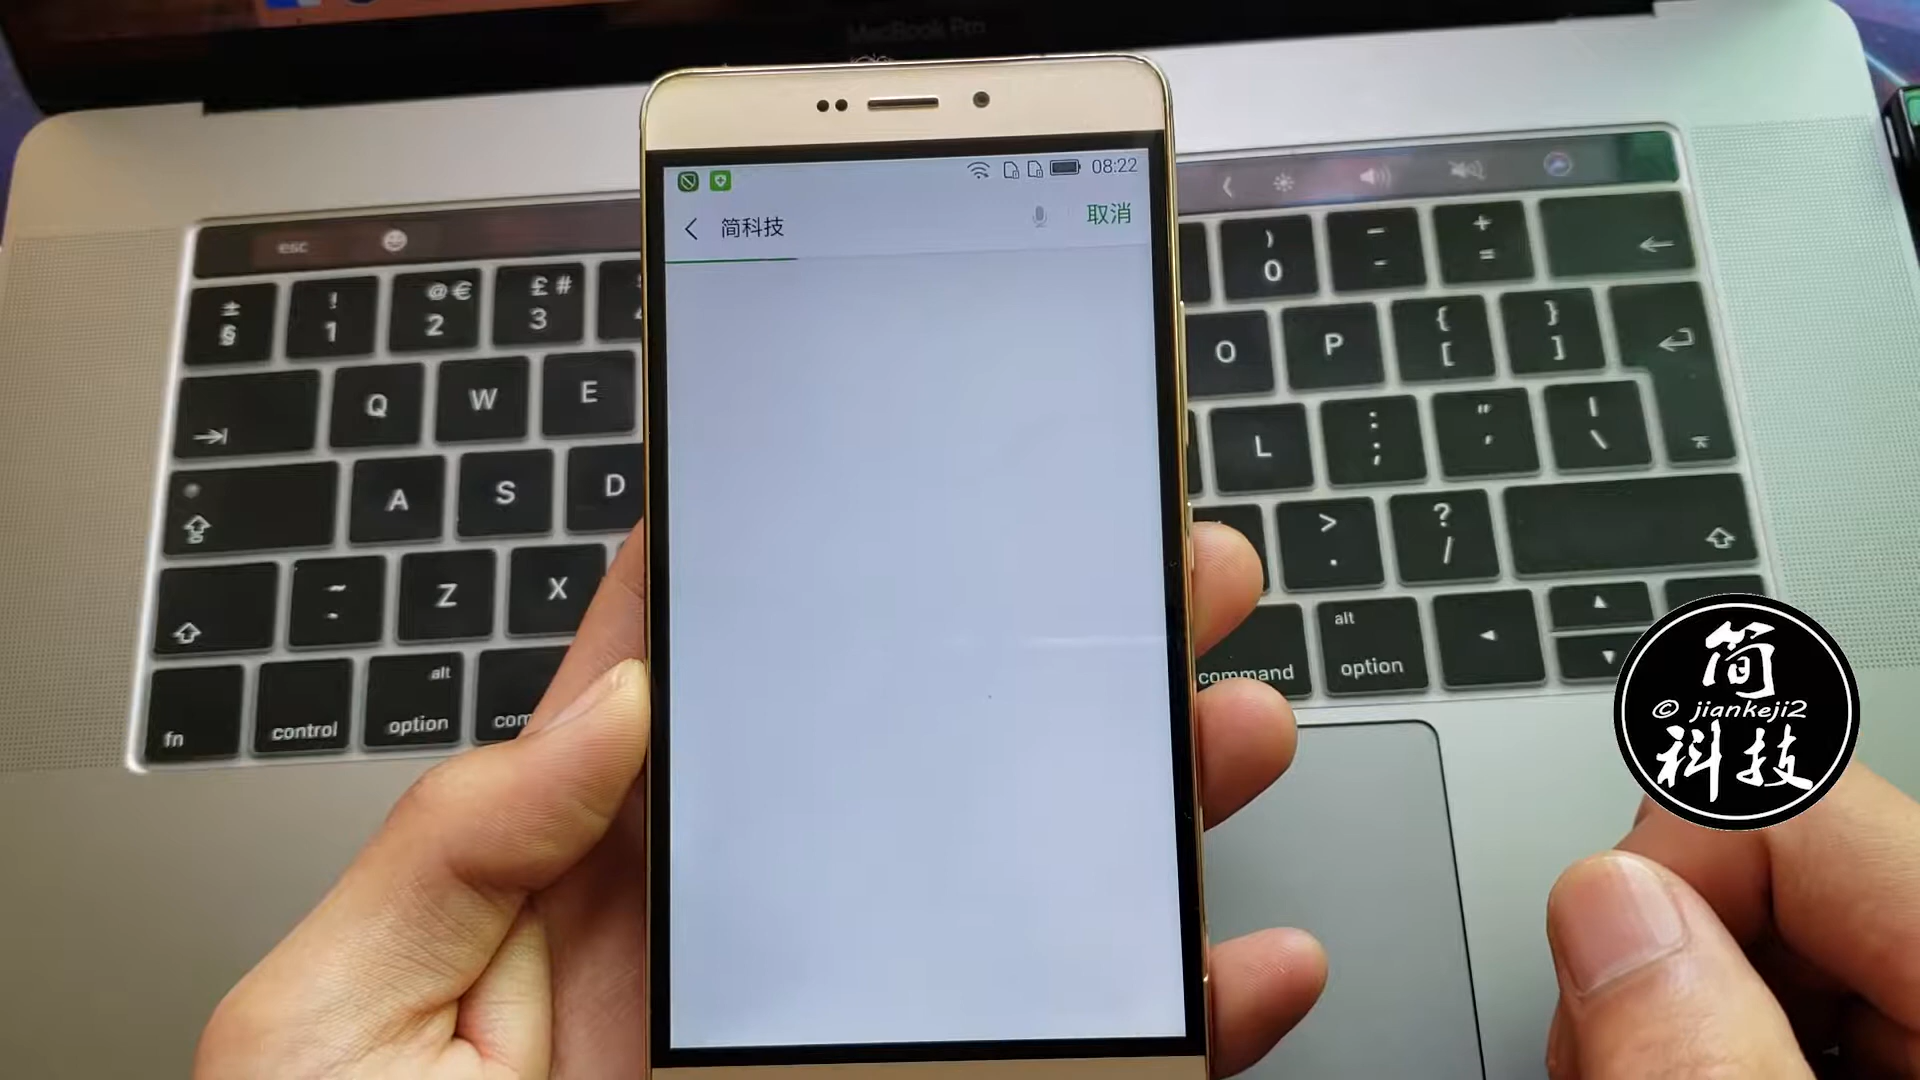 MacBook Pro
08:22
简科技
取消
esc
± § ! 1 @ € 2 £ # 3
) 0 _ - + =
Q W E
O P { [ } ]
A S D
L : ; " ' | \
~ ` Z X
> . ? /
fn control alt option
command alt option
简
© jiankeji2
科技